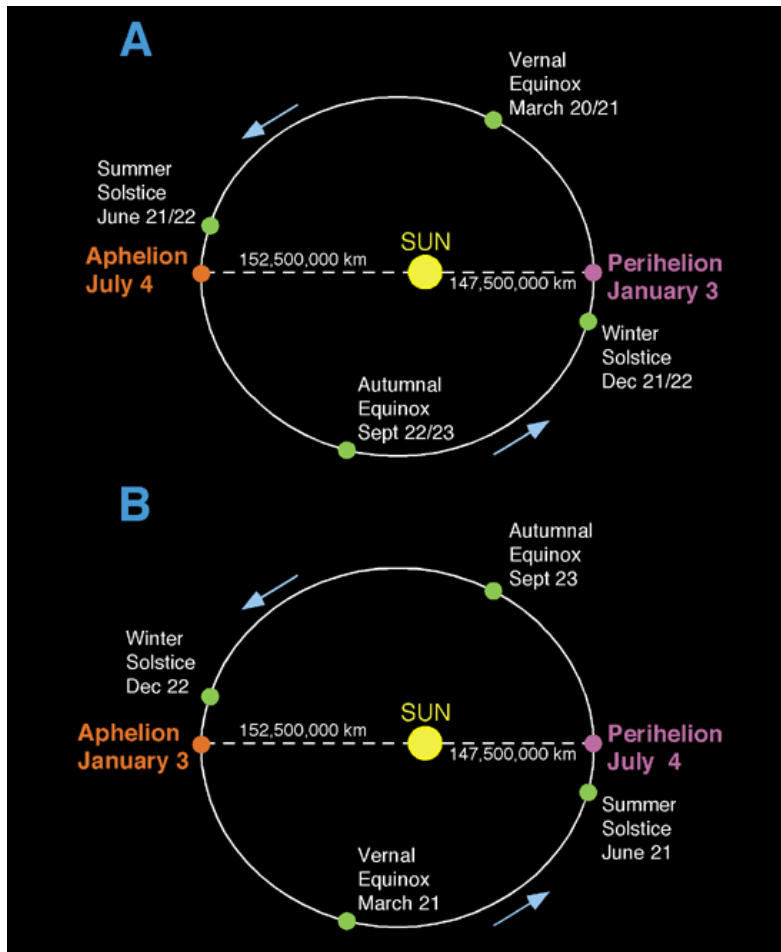 A
Vernal
Equinox
March 20/21
Summer
Solstice
June 21/22
SUN
152,500,000 km
Aphelion
July 4
147,500,000 km
Perihelion
January 3
Winter
Solstice
Dec 21/22
Autumnal
Equinox
Sept 22/23
B
Autumnal
Equinox
Sept 23
Winter
Solstice
Dec 22
SUN
152,500,000 km
Aphelion
January 3
147,500,000 km
Perihelion
July 4
Summer
Solstice
June 21
Vernal
Equinox
March 21